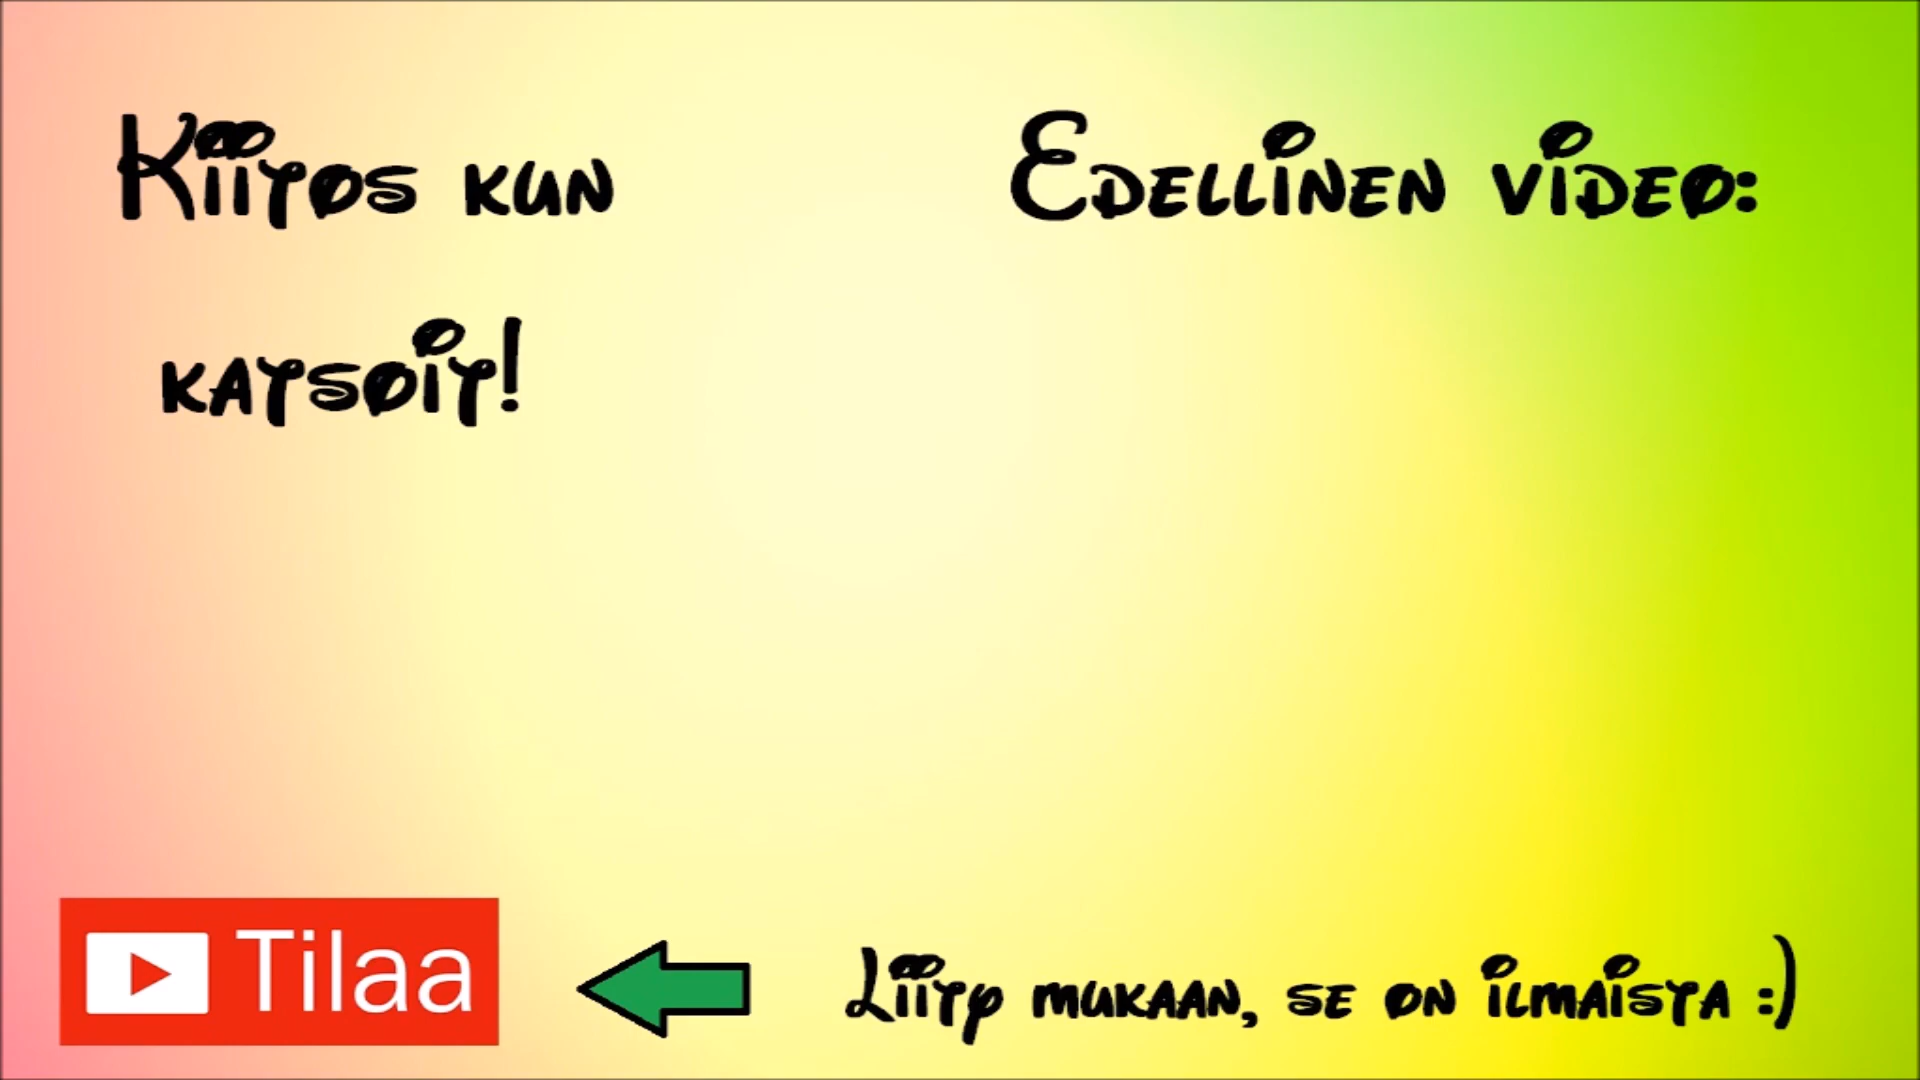 Kiitos kun
katsoit!
Edellinen video:
Tilaa
Liity mukaan, se on ilmaista :)